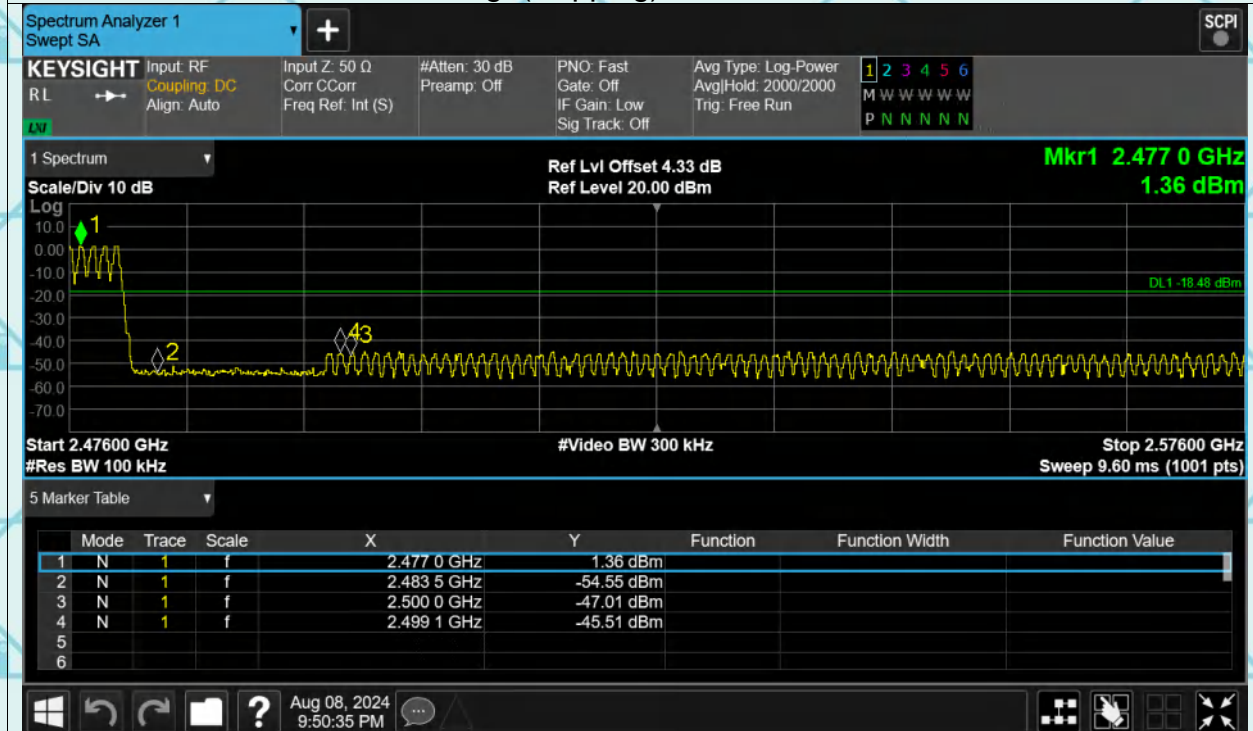 Spectrum Analyzer 1
Swept SA
+
SCPI
KEYSIGHT
RL
LXI
Input: RF
Coupling: DC
Align: Auto
Input Z: 50 Ω
Corr CCorr
Freq Ref: Int (S)
#Atten: 30 dB
Preamp: Off
PNO: Fast
Gate: Off
IF Gain: Low
Sig Track: Off
Avg Type: Log-Power
Avg|Hold: 2000/2000
Trig: Free Run
1 2 3 4 5 6
M W W W W W
P N N N N N
1 Spectrum
Scale/Div 10 dB
Ref Lvl Offset 4.33 dB
Ref Level 20.00 dBm
Mkr1 2.477 0 GHz
1.36 dBm
Log
10.0
0.00
-10.0
-20.0
-30.0
-40.0
-50.0
-60.0
-70.0
1
2
43
DL1 -18.48 dBm
Start 2.47600 GHz
#Res BW 100 kHz
#Video BW 300 kHz
Stop 2.57600 GHz
Sweep 9.60 ms (1001 pts)
5 Marker Table
Mode Trace Scale X Y Function Function Width Function Value
1 N 1 f 2.477 0 GHz 1.36 dBm
2 N 1 f 2.483 5 GHz -54.55 dBm
3 N 1 f 2.500 0 GHz -47.01 dBm
4 N 1 f 2.499 1 GHz -45.51 dBm
5
6
?
Aug 08, 2024
9:50:35 PM